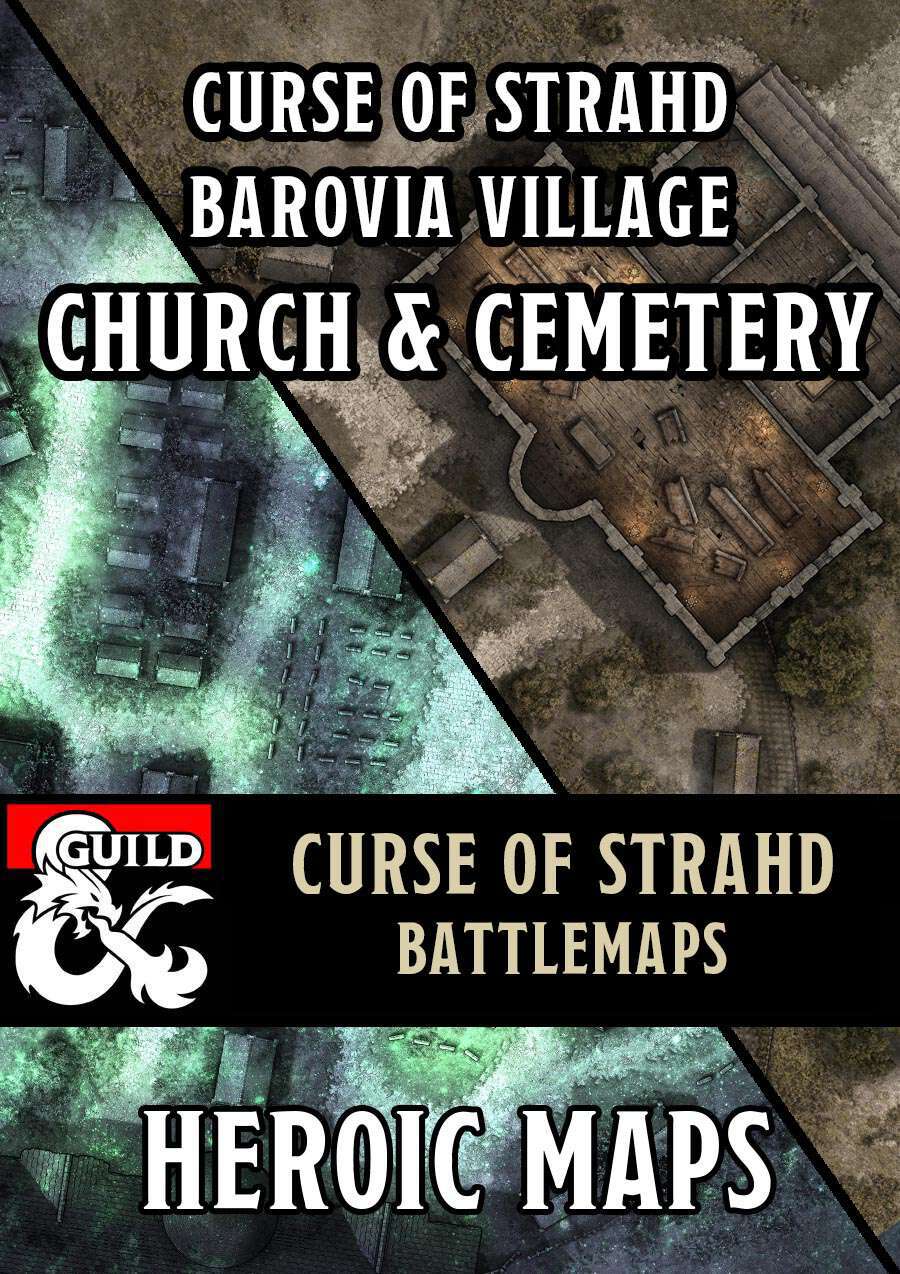 CURSE OF STRAHD
BAROVIA VILLAGE
CHURCH & CEMETERY
GUILD
CURSE OF STRAHD
BATTLEMAPS
HEROIC MAPS